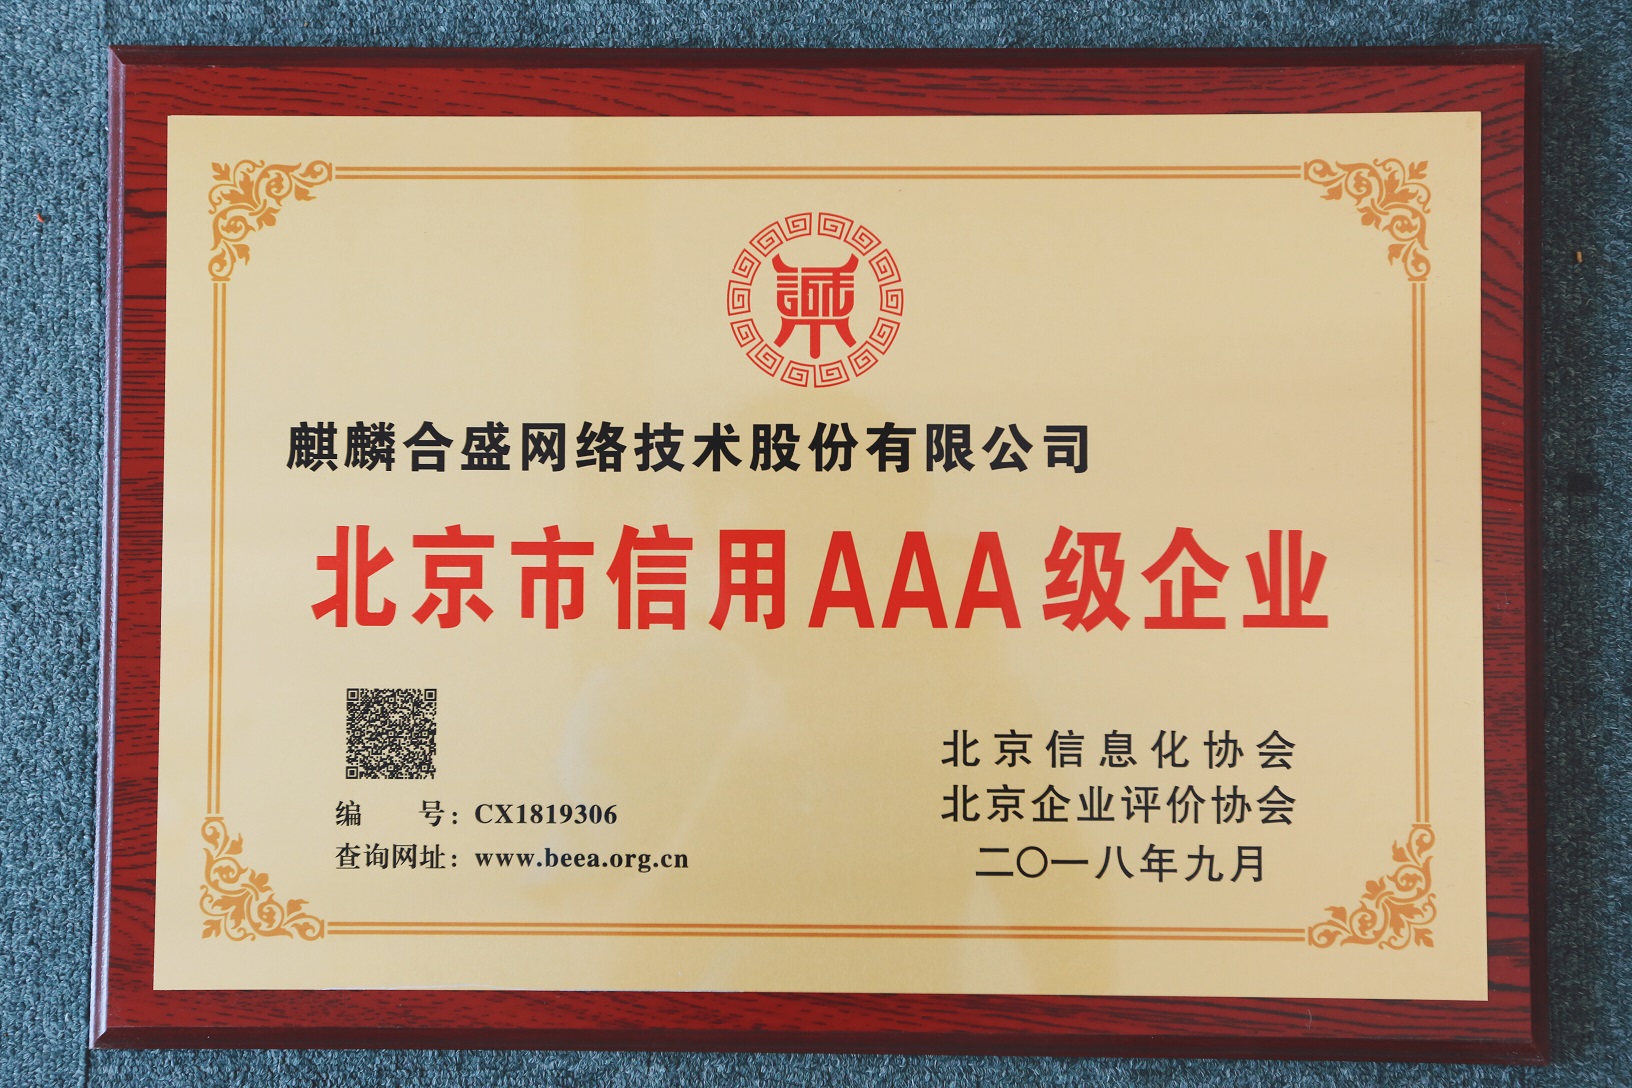 誠
麒麟合盛网络技术股份有限公司
北京市信用AAA级企业
编　　号：CX1819306
查询网址：www.beea.org.cn
北京信息化协会
北京企业评价协会
二〇一八年九月